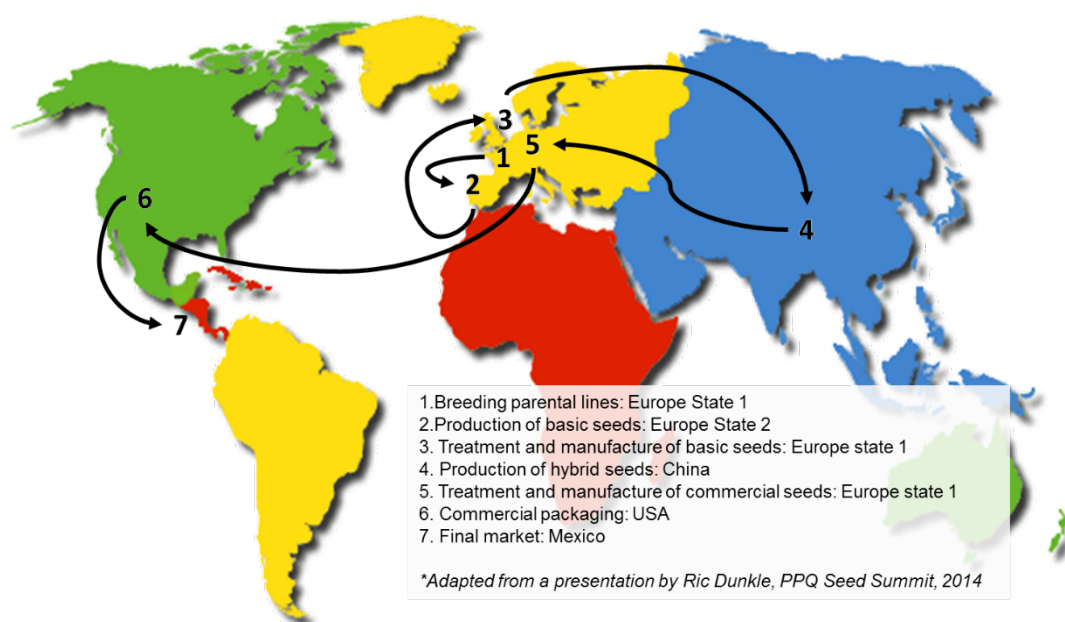 3
5
1
2
6
4
7
1.Breeding parental lines: Europe State 1
2.Production of basic seeds: Europe State 2
3. Treatment and manufacture of basic seeds: Europe state 1
4. Production of hybrid seeds: China
5. Treatment and manufacture of commercial seeds: Europe state 1
6. Commercial packaging: USA
7. Final market: Mexico
*Adapted from a presentation by Ric Dunkle, PPQ Seed Summit, 2014